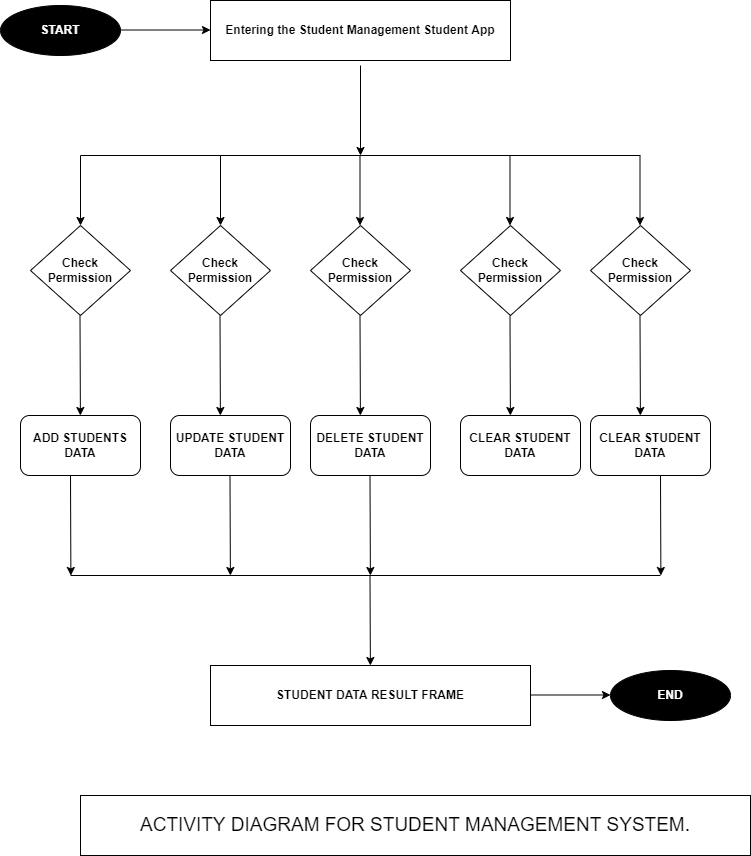 START
Entering the Student Management Student App
Check
Permission
Check
Permission
Check
Permission
Check
Permission
Check
Permission
ADD STUDENTS
DATA
UPDATE STUDENT
DATA
DELETE STUDENT
DATA
CLEAR STUDENT
DATA
CLEAR STUDENT
DATA
STUDENT DATA RESULT FRAME
END
ACTIVITY DIAGRAM FOR STUDENT MANAGEMENT SYSTEM.